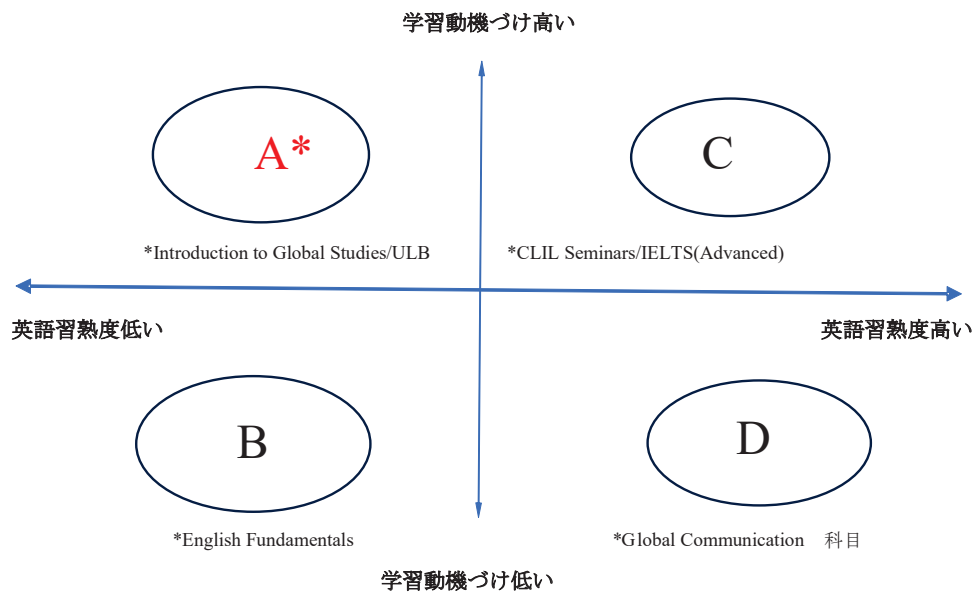 学習動機づけ高い
A*
C
*Introduction to Global Studies/ULB
*CLIL Seminars/IELTS(Advanced)
英語習熟度低い
英語習熟度高い
B
D
*English Fundamentals
*Global Communication　科目
学習動機づけ低い